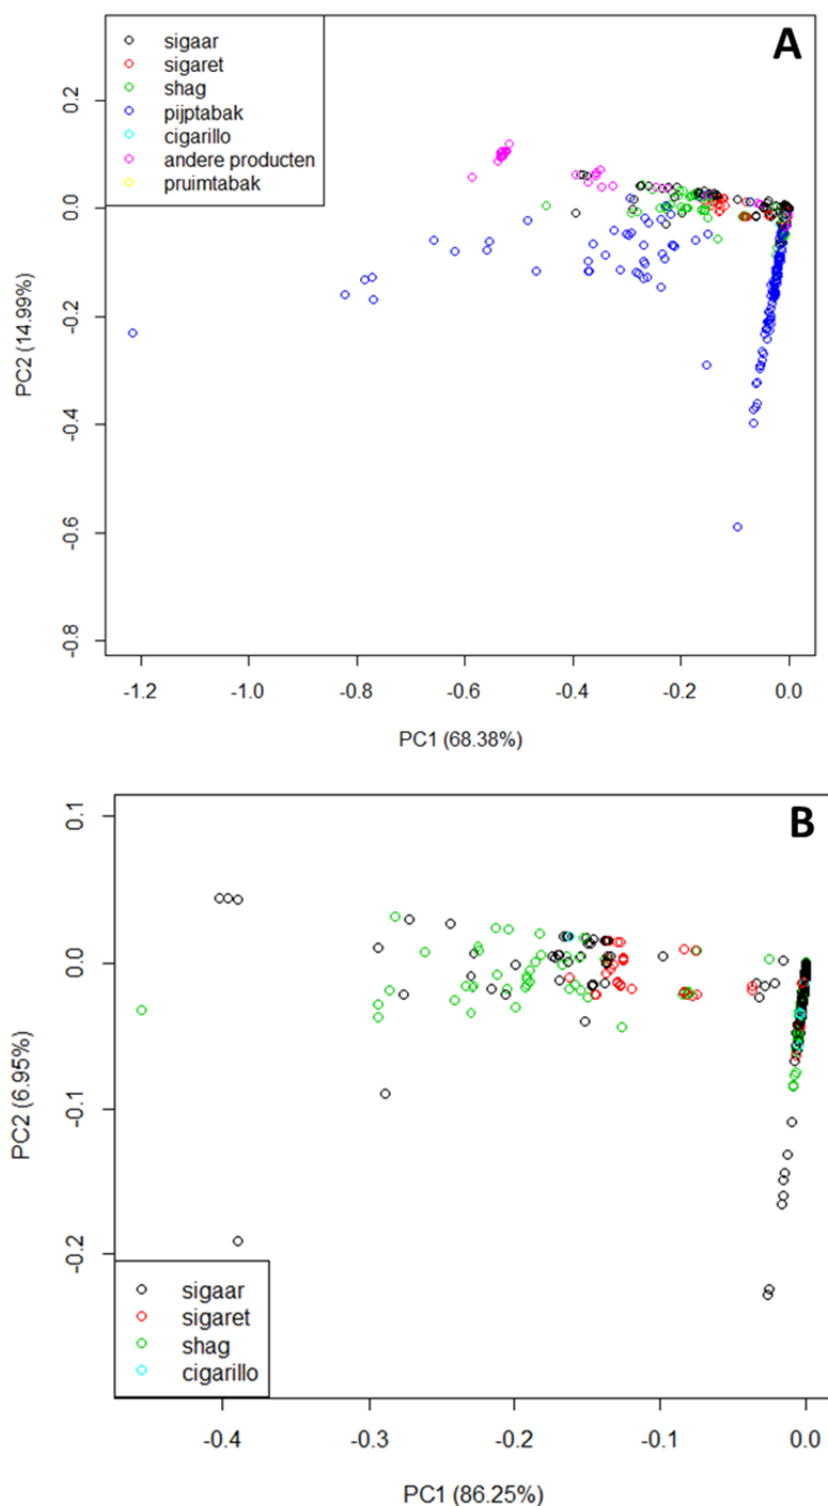 A
sigaar
sigaret
shag
pijptabak
cigarillo
andere producten
pruimtabak
0.2
0.0
-0.2
-0.4
-0.6
-0.8
PC2 (14.99%)
-1.2 -1.0 -0.8 -0.6 -0.4 -0.2 0.0
PC1 (68.38%)
B
0.1
0.0
-0.1
-0.2
PC2 (6.95%)
sigaar
sigaret
shag
cigarillo
-0.4 -0.3 -0.2 -0.1 0.0
PC1 (86.25%)